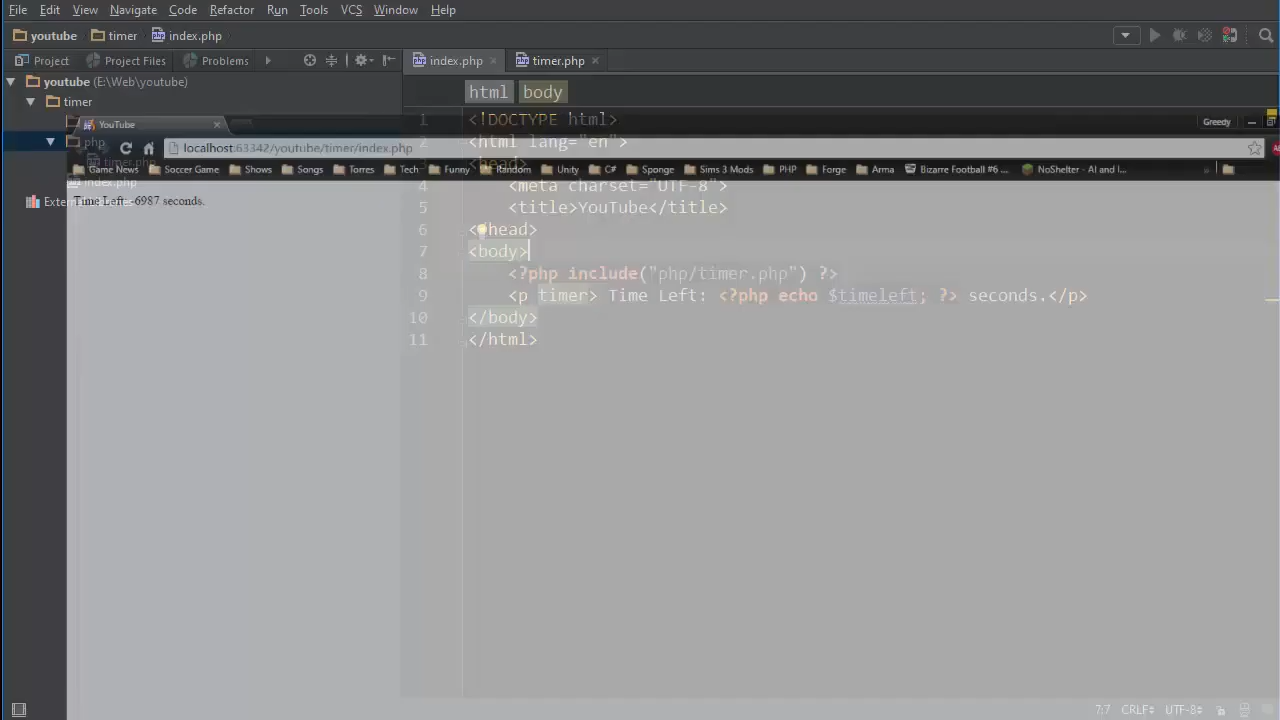 File Edit View Navigate Code Refactor Run Tools VCS Window Help
youtube timer index.php
Project Project Files Problems index.php timer.php
youtube (E:\Web\youtube)
timer
html body
1 <!DOCTYPE html>
YouTube
Greedy
php
2 <html lang="en">
localhost:63342/youtube/timer/index.php
timer.php
3 <head>
Game News Soccer Game Shows Songs Torres Tech Funny Random Unity C# Sponge Sims 3 Mods PHP Forge Arma Bizarre Football #6 ... NoShelter - AI and I...
index.php
4 <meta charset="UTF-8">
Time Left: -6987 seconds.
5 <title>YouTube</title>
6 </head>
7 <body>
8 <?php include("php/timer.php") ?>
9 <p timer> Time Left: <?php echo $timeleft; ?> seconds.</p>
10 </body>
11 </html>
7:7 CRLF UTF-8